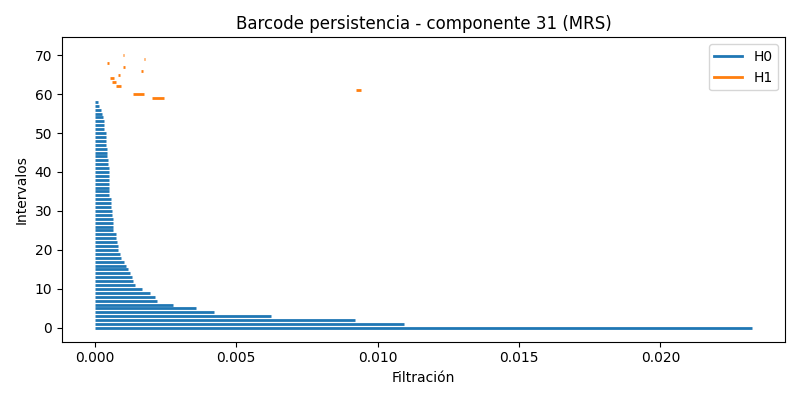 Barcode persistencia - componente 31 (MRS)
H0
H1
Intervalos
70
60
50
40
30
20
10
0
0.000
0.005
0.010
0.015
0.020
Filtración